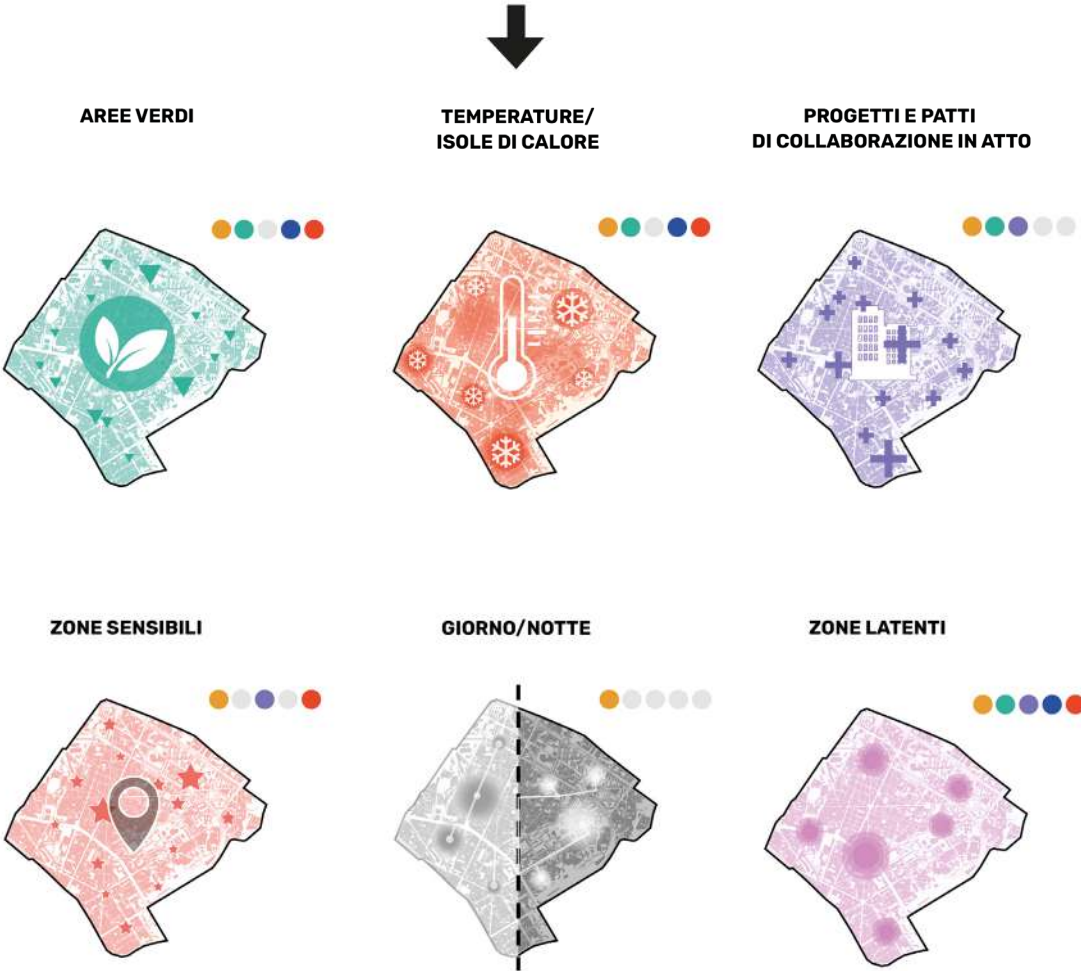 AREE VERDI
TEMPERATURE/
ISOLE DI CALORE
PROGETTI E PATTI
DI COLLABORAZIONE IN ATTO
ZONE SENSIBILI
GIORNO/NOTTE
ZONE LATENTI